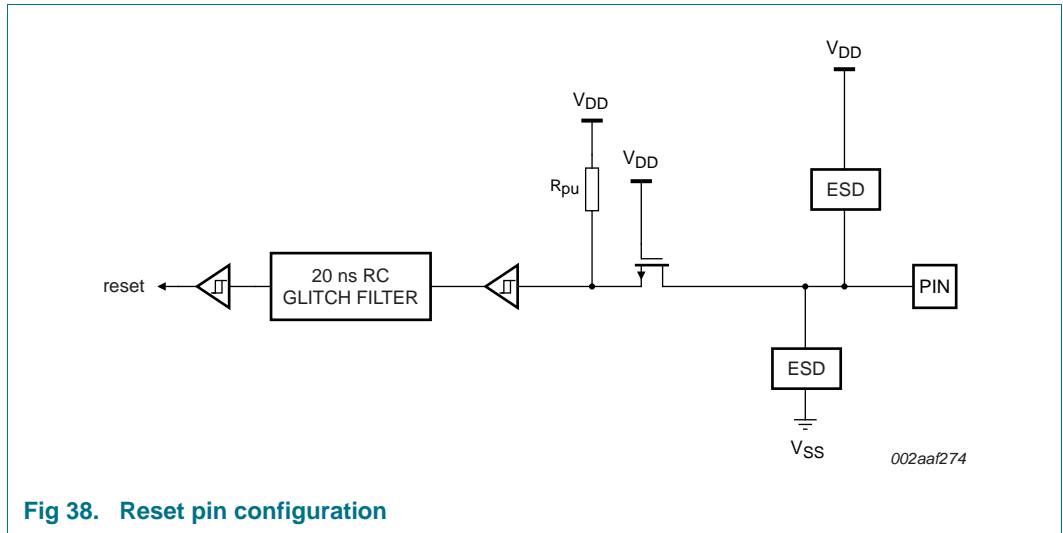 VDD
VDD
VDD
Rpu
ESD
reset
20 ns RC
GLITCH FILTER
PIN
ESD
VSS
002aaf274
Fig 38. Reset pin configuration